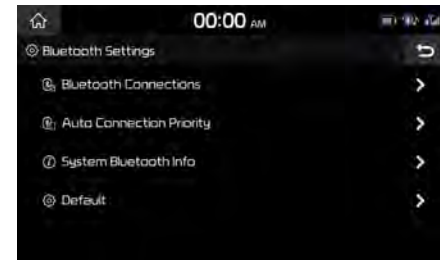 00:00 AM
Bluetooth Settings
Bluetooth Connections
Auto Connection Priority
System Bluetooth Info
Default